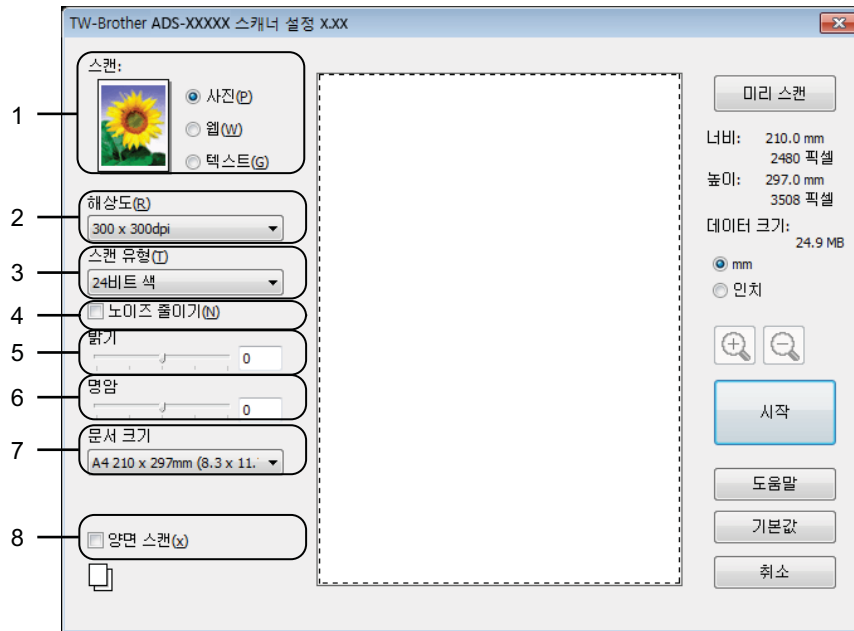 TW-Brother ADS-XXXXX 스캐너 설정 X.XX
1
스캔:
사진(P)
웹(W)
텍스트(G)
2
해상도(R)
300 x 300dpi
3
스캔 유형(T)
24비트 색
4
노이즈 줄이기(N)
5
밝기
0
6
명암
0
7
문서 크기
A4 210 x 297mm (8.3 x 11.
8
양면 스캔(x)
미리 스캔
너비: 210.0 mm
2480 픽셀
높이: 297.0 mm
3508 픽셀
데이터 크기:
24.9 MB
mm
인치
시작
도움말
기본값
취소